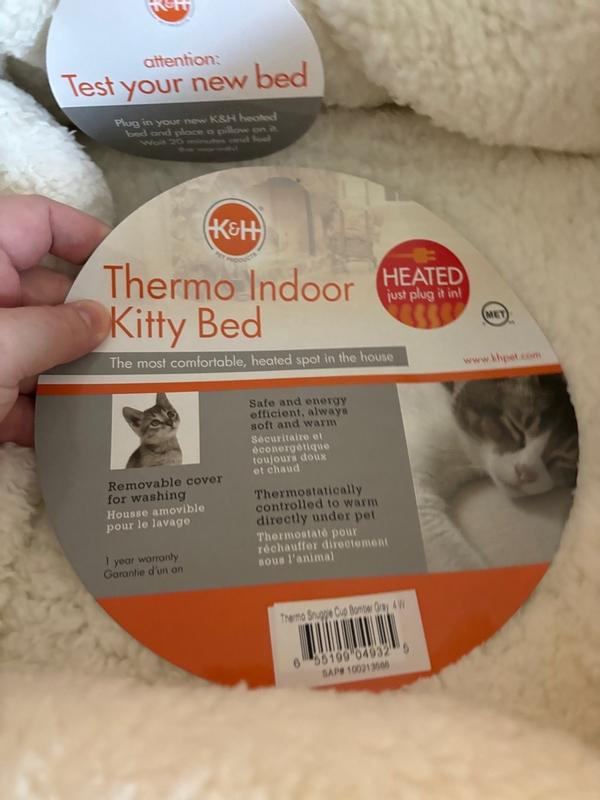 K&H
attention:
Test your new bed
Plug in your new K&H heated
bed and place a pillow on it.
Wait 20 minutes and feel
the warmth!
K&H
PET PRODUCTS
HEATED
just plug it in!
Thermo Indoor
Kitty Bed
MET
The most comfortable, heated spot in the house
www.khpet.com
Removable cover
for washing
Housse amovible
pour le lavage
1 year warranty
Garantie d'un an
Safe and energy
efficient, always
soft and warm
Sécuritaire et
éconergétique
toujours doux
et chaud
Thermostatically
controlled to warm
directly under pet
Thermostaté pour
réchauffer directement
sous l'animal
Thermo Snuggle Cup Bomber Gray 4 W
6 55199 04932 6
SAP# 100213586